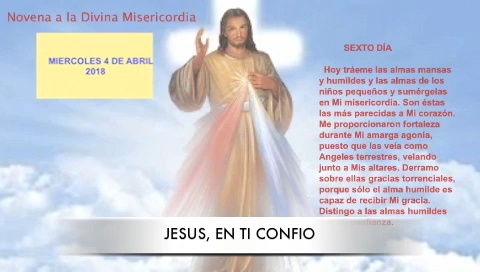 Novena a la Divina Misericordia
MIERCOLES 4 DE ABRIL
2018
SEXTO DÍA
Hoy tráeme las almas mansas
y humildes y las almas de los
niños pequeños y sumérgelas
en Mi misericordia. Son éstas
las más parecidas a Mi corazón.
Me proporcionaron fortaleza
durante Mi amarga agonía,
puesto que las veía como
Angeles terrestres, velando
junto a Mis altares. Derramo
sobre ellas gracias torrenciales,
porque sólo el alma humilde es
capaz de recibir Mi gracia.
Distingo a las almas humildes
JESUS, EN TI CONFIO